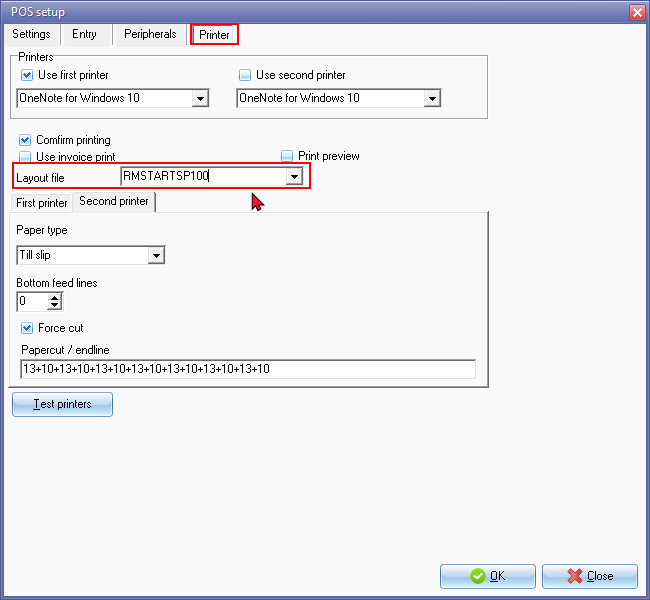 POS setup
Settings Entry Peripherals Printer
Printers
Use first printer Use second printer
OneNote for Windows 10 OneNote for Windows 10
Comfirm printing
Use invoice print Print preview
Layout file RMSTARTSP100
First printer Second printer
Paper type
Till slip
Bottom feed lines
0
Force cut
Papercut / endline
13+10+13+10+13+10+13+10+13+10+13+10+13+10
Test printers
OK Close